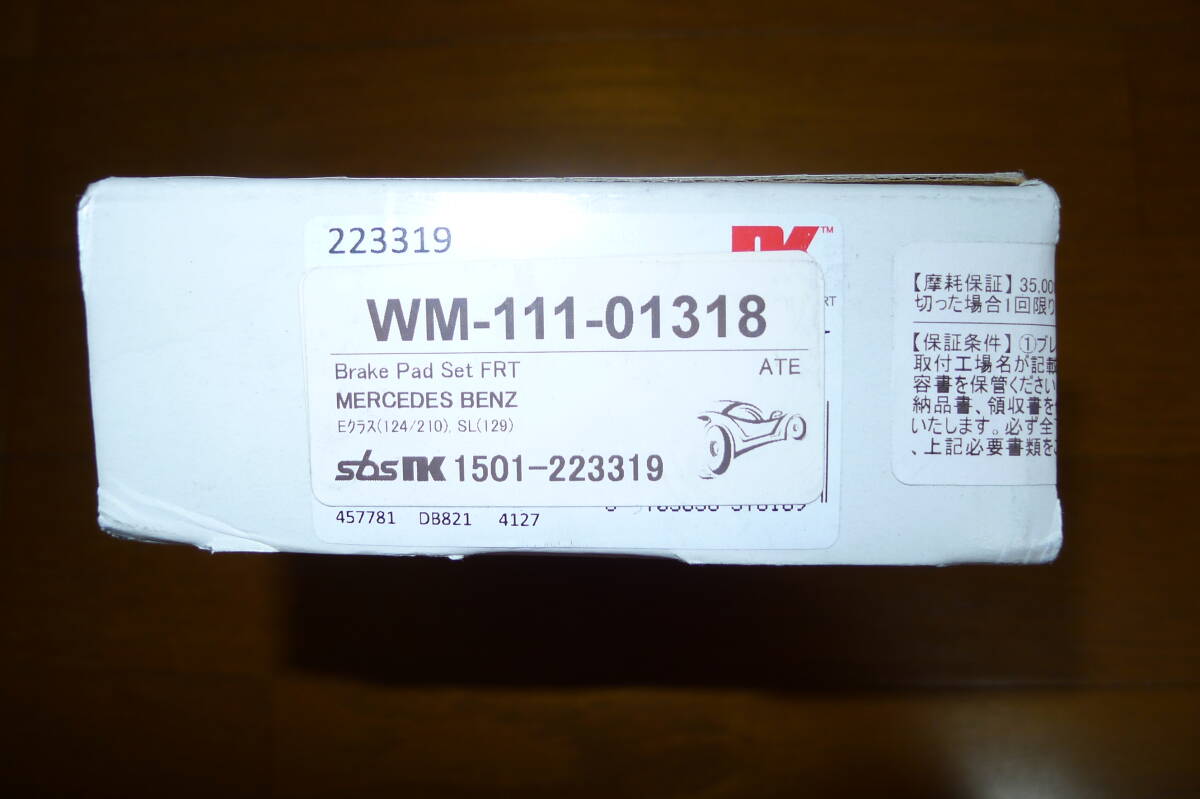 223319
NK™
WM-111-01318
Brake Pad Set FRT ATE
MERCEDES BENZ
Eクラス(124/210), SL(129)
sbs NK 1501-223319
457781 DB821 4127
RT
【摩耗保証】35,00
切った場合1回限り
【保証条件】①ブレ
取付工場名が記載
容書を保管ください
納品書、領収書を
いたします。必ず全
、上記必要書類を